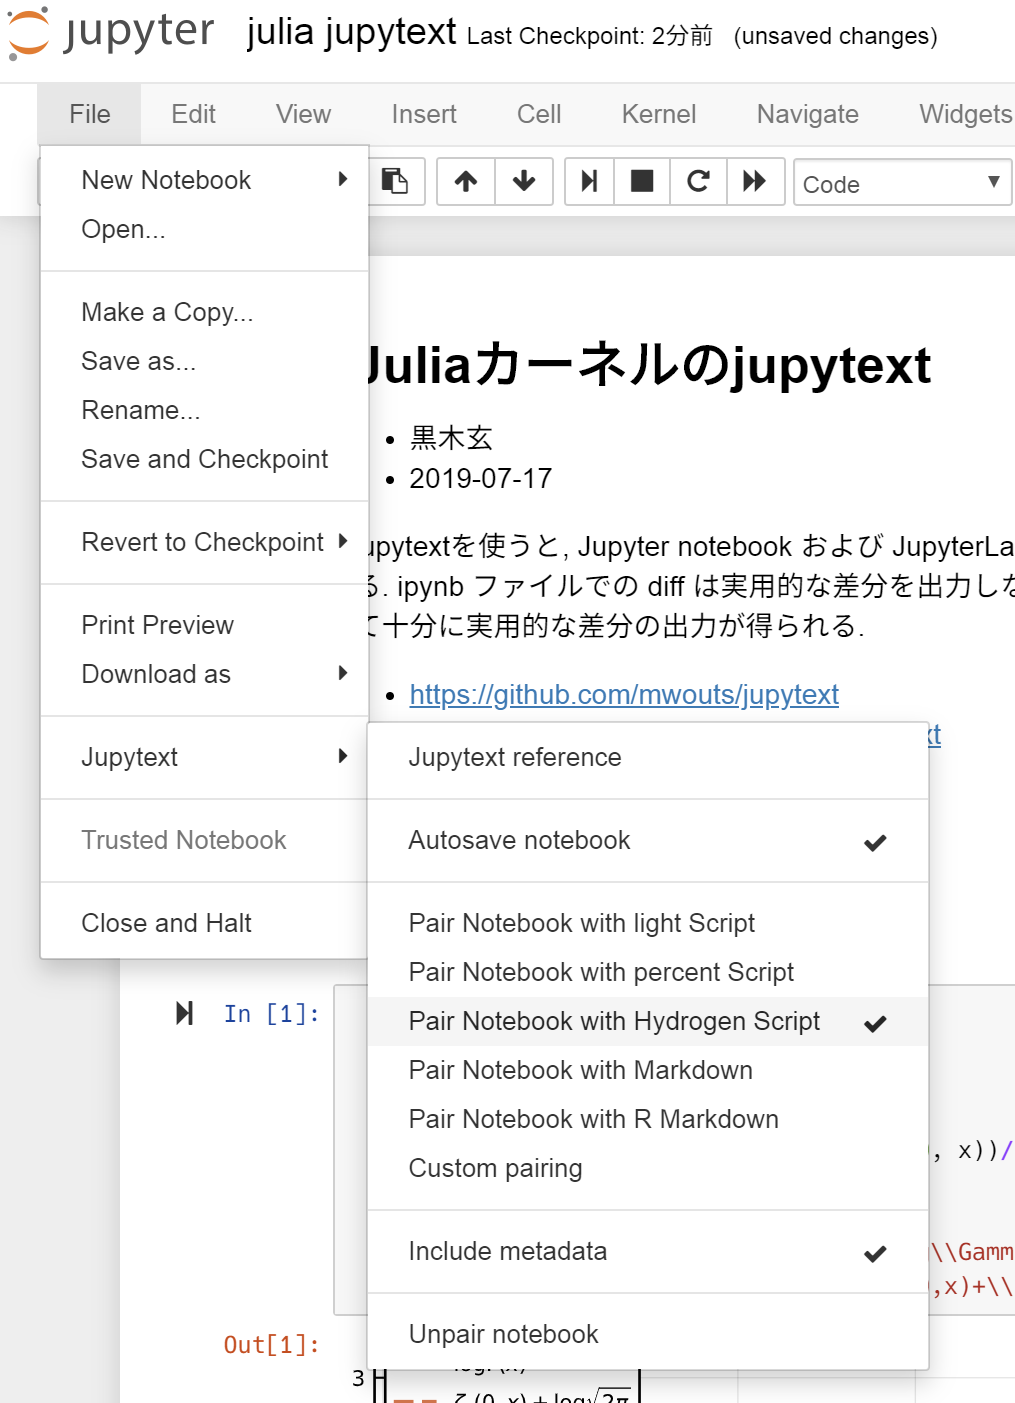 jupyter julia jupytext Last Checkpoint: 2分前 (unsaved changes)
File Edit View Insert Cell Kernel Navigate Widgets
Code
New Notebook
Open...
Make a Copy...
Save as...
Rename...
Save and Checkpoint
Revert to Checkpoint
Print Preview
Download as
Jupytext
Trusted Notebook
Close and Halt
Juliaカーネルのjupytext
黒木玄
2019-07-17
upytextを使うと, Jupyter notebook および JupyterLa
る. ipynb ファイルでの diff は実用的な差分を出力しな
て十分に実用的な差分の出力が得られる.
https://github.com/mwouts/jupytext
xt
Jupytext reference
Autosave notebook
Pair Notebook with light Script
Pair Notebook with percent Script
Pair Notebook with Hydrogen Script
Pair Notebook with Markdown
Pair Notebook with R Markdown
Custom pairing
Include metadata
Unpair notebook
In [1]:
, x))/
\\Gamm
,x)+\\
Out[1]:
3
ζ (0, x) + log√2π